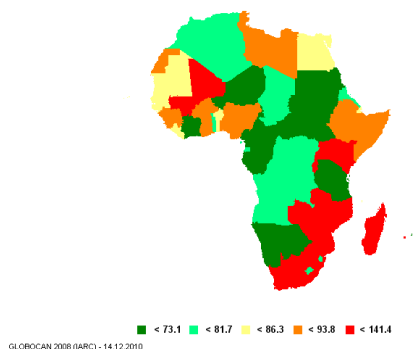 < 73.1 < 81.7 < 86.3 < 93.8 < 141.4
GLOBOCAN 2008 (IARC) - 14.12.2010